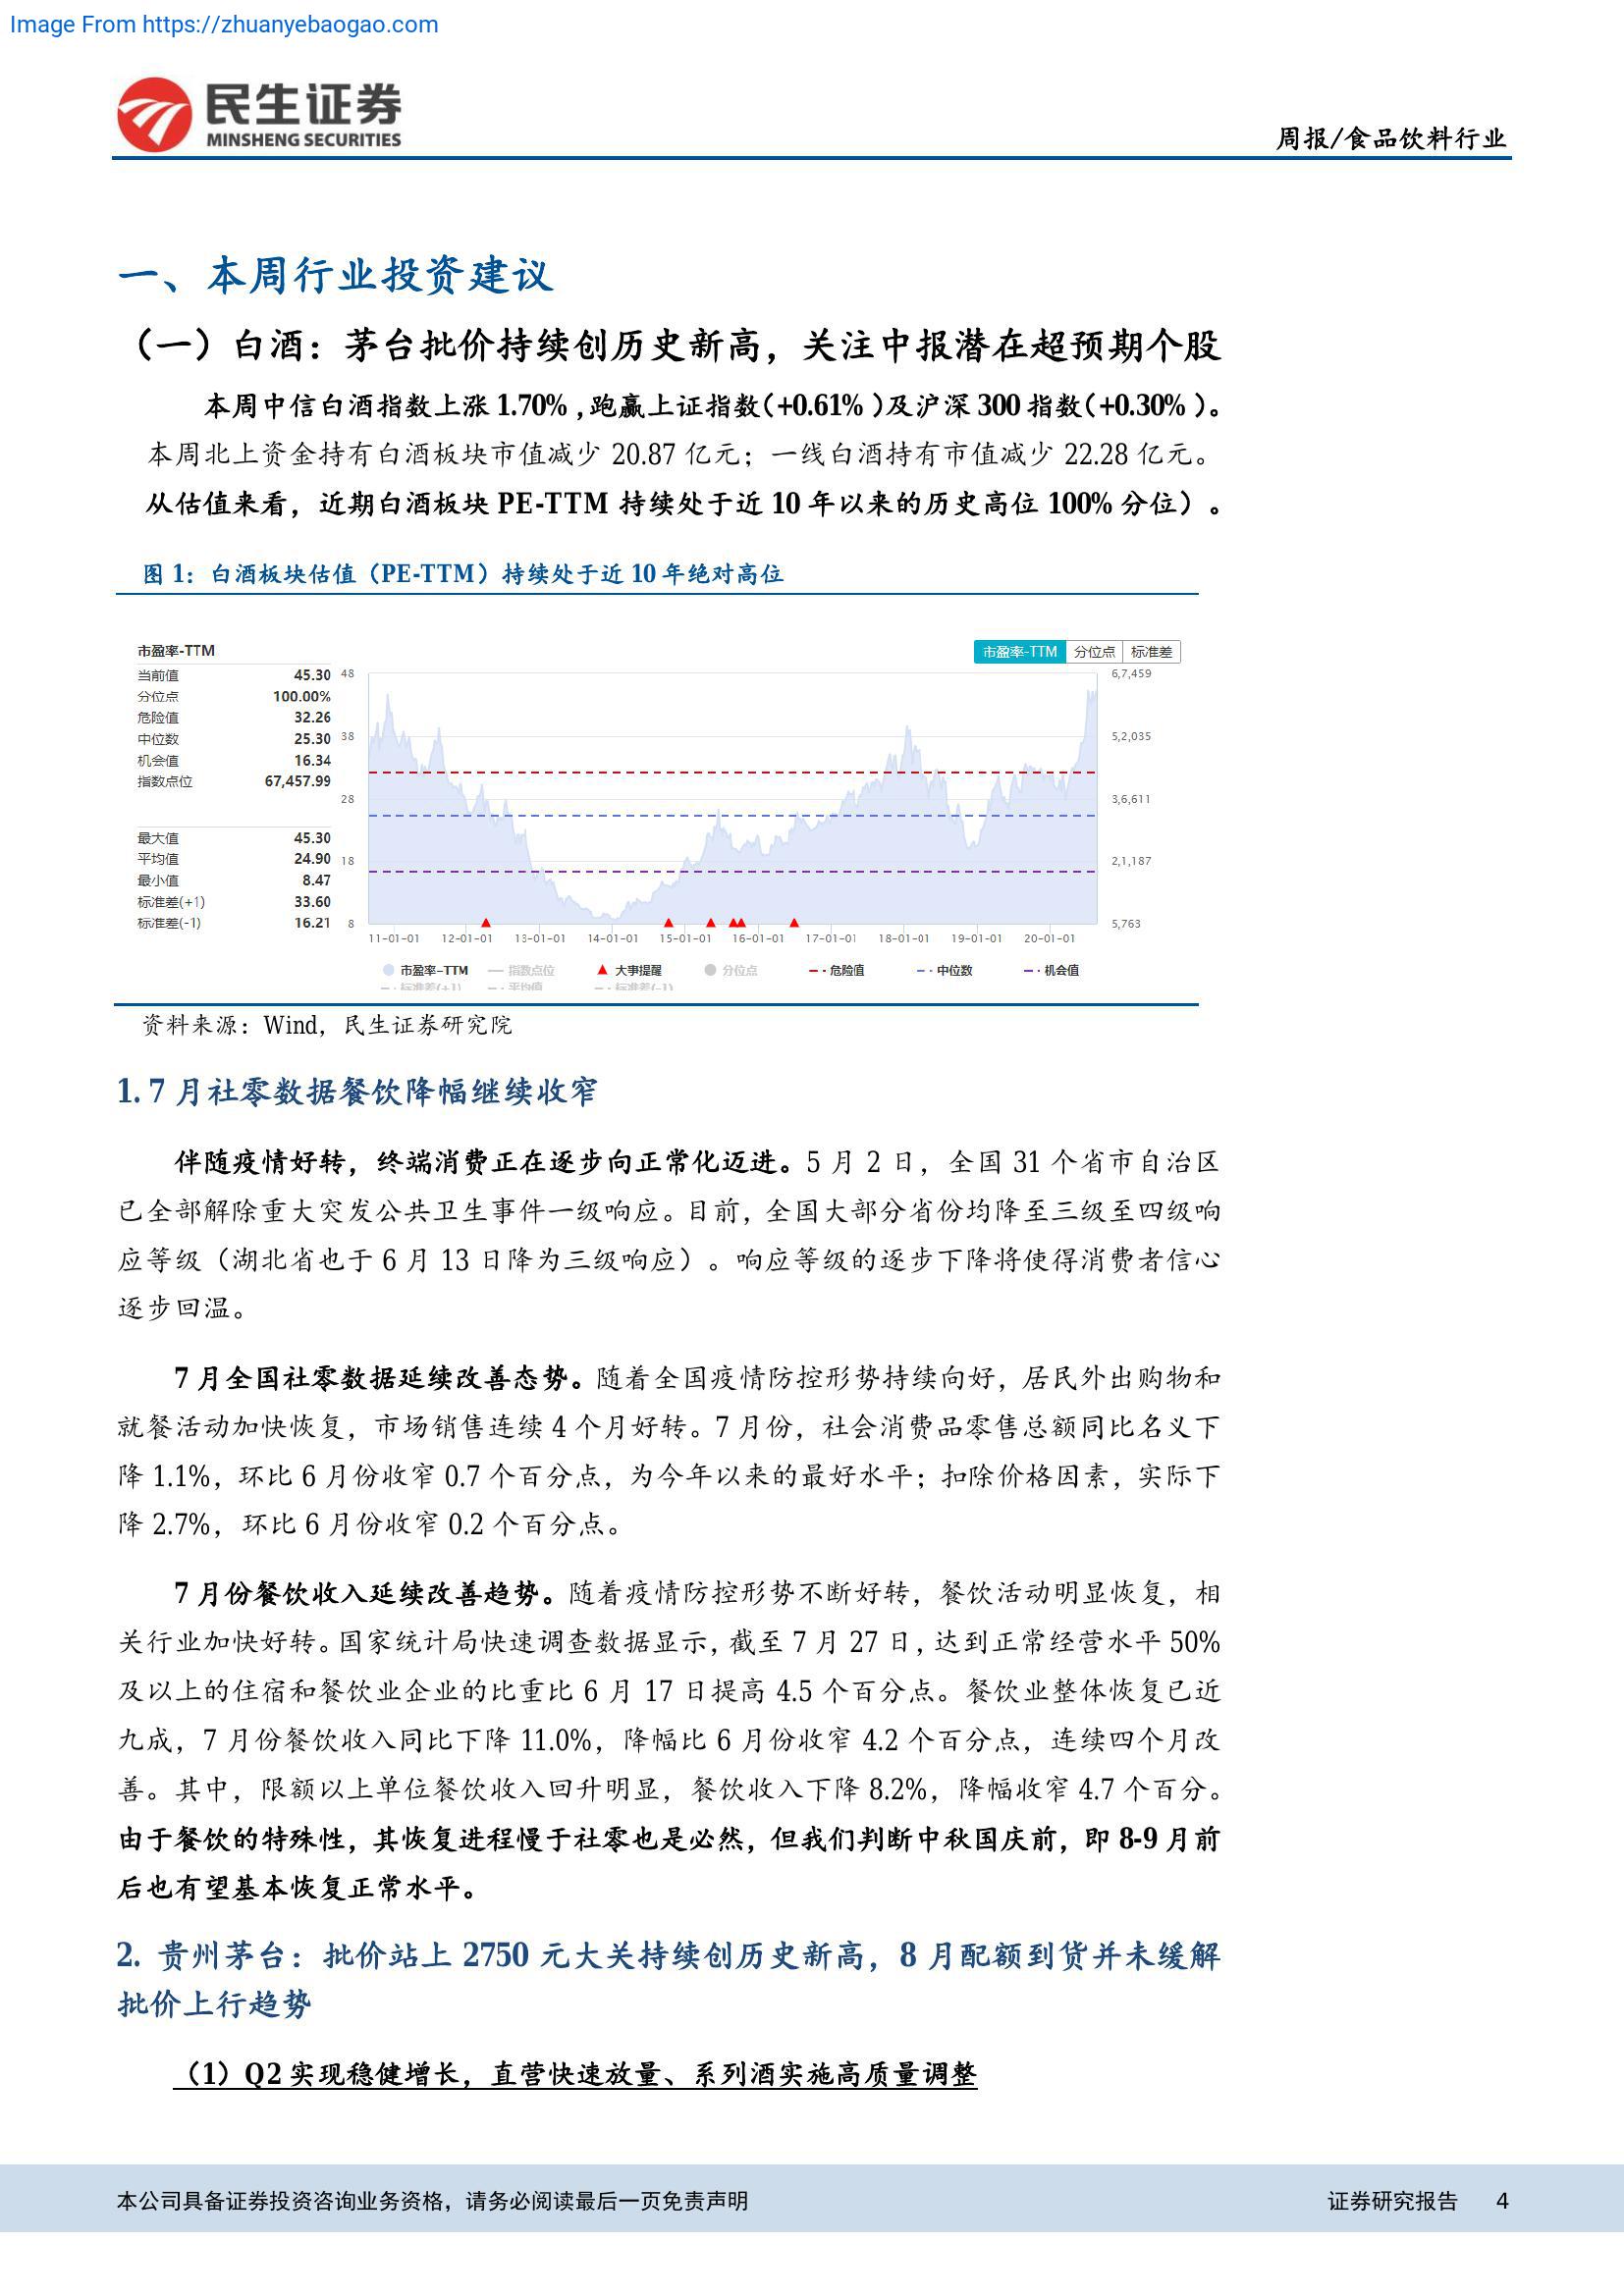 Image From https://zhuanyebaogao.com
民生证券
MINSHENG SECURITIES
周报/食品饮料行业
一、本周行业投资建议
（一）白酒：茅台批价持续创历史新高，关注中报潜在超预期个股
本周中信白酒指数上涨 1.70%,跑赢上证指数(+0.61%)及沪深 300 指数(+0.30%)。
本周北上资金持有白酒板块市值减少 20.87 亿元；一线白酒持有市值减少 22.28 亿元。
从估值来看，近期白酒板块 PE-TTM 持续处于近 10 年以来的历史高位 100%分位）。
图 1：白酒板块估值（PE-TTM）持续处于近 10 年绝对高位
市盈率-TTM
市盈率-TTM 分位点 标准差
当前值 45.30
分位点 100.00%
危险值 32.26
中位数 25.30
机会值 16.34
指数点位 67,457.99
最大值 45.30
平均值 24.90
最小值 8.47
标准差(+1) 33.60
标准差(-1) 16.21
48
38
28
18
8
6,7,459
5,2,035
3,6,611
2,1,187
5,763
11-01-01 12-01-01 13-01-01 14-01-01 15-01-01 16-01-01 17-01-01 18-01-01 19-01-01 20-01-01
市盈率-TTM 指数点位 大事提醒 分位点 危险值 中位数 机会值
标准差(+1) 平均值 标准差(-1)
资料来源：Wind，民生证券研究院
1. 7 月社零数据餐饮降幅继续收窄
伴随疫情好转，终端消费正在逐步向正常化迈进。5 月 2 日，全国 31 个省市自治区
已全部解除重大突发公共卫生事件一级响应。目前，全国大部分省份均降至三级至四级响
应等级（湖北省也于 6 月 13 日降为三级响应）。响应等级的逐步下降将使得消费者信心
逐步回温。
7 月全国社零数据延续改善态势。随着全国疫情防控形势持续向好，居民外出购物和
就餐活动加快恢复，市场销售连续 4 个月好转。7 月份，社会消费品零售总额同比名义下
降 1.1%，环比 6 月份收窄 0.7 个百分点，为今年以来的最好水平；扣除价格因素，实际下
降 2.7%，环比 6 月份收窄 0.2 个百分点。
7 月份餐饮收入延续改善趋势。随着疫情防控形势不断好转，餐饮活动明显恢复，相
关行业加快好转。国家统计局快速调查数据显示，截至 7 月 27 日，达到正常经营水平 50%
及以上的住宿和餐饮业企业的比重比 6 月 17 日提高 4.5 个百分点。餐饮业整体恢复已近
九成，7 月份餐饮收入同比下降 11.0%，降幅比 6 月份收窄 4.2 个百分点，连续四个月改
善。其中，限额以上单位餐饮收入回升明显，餐饮收入下降 8.2%，降幅收窄 4.7 个百分。
由于餐饮的特殊性，其恢复进程慢于社零也是必然，但我们判断中秋国庆前，即 8-9 月前
后也有望基本恢复正常水平。
2. 贵州茅台：批价站上 2750 元大关持续创历史新高，8 月配额到货并未缓解
批价上行趋势
（1）Q2 实现稳健增长，直营快速放量、系列酒实施高质量调整
本公司具备证券投资咨询业务资格，请务必阅读最后一页免责声明
证券研究报告 4